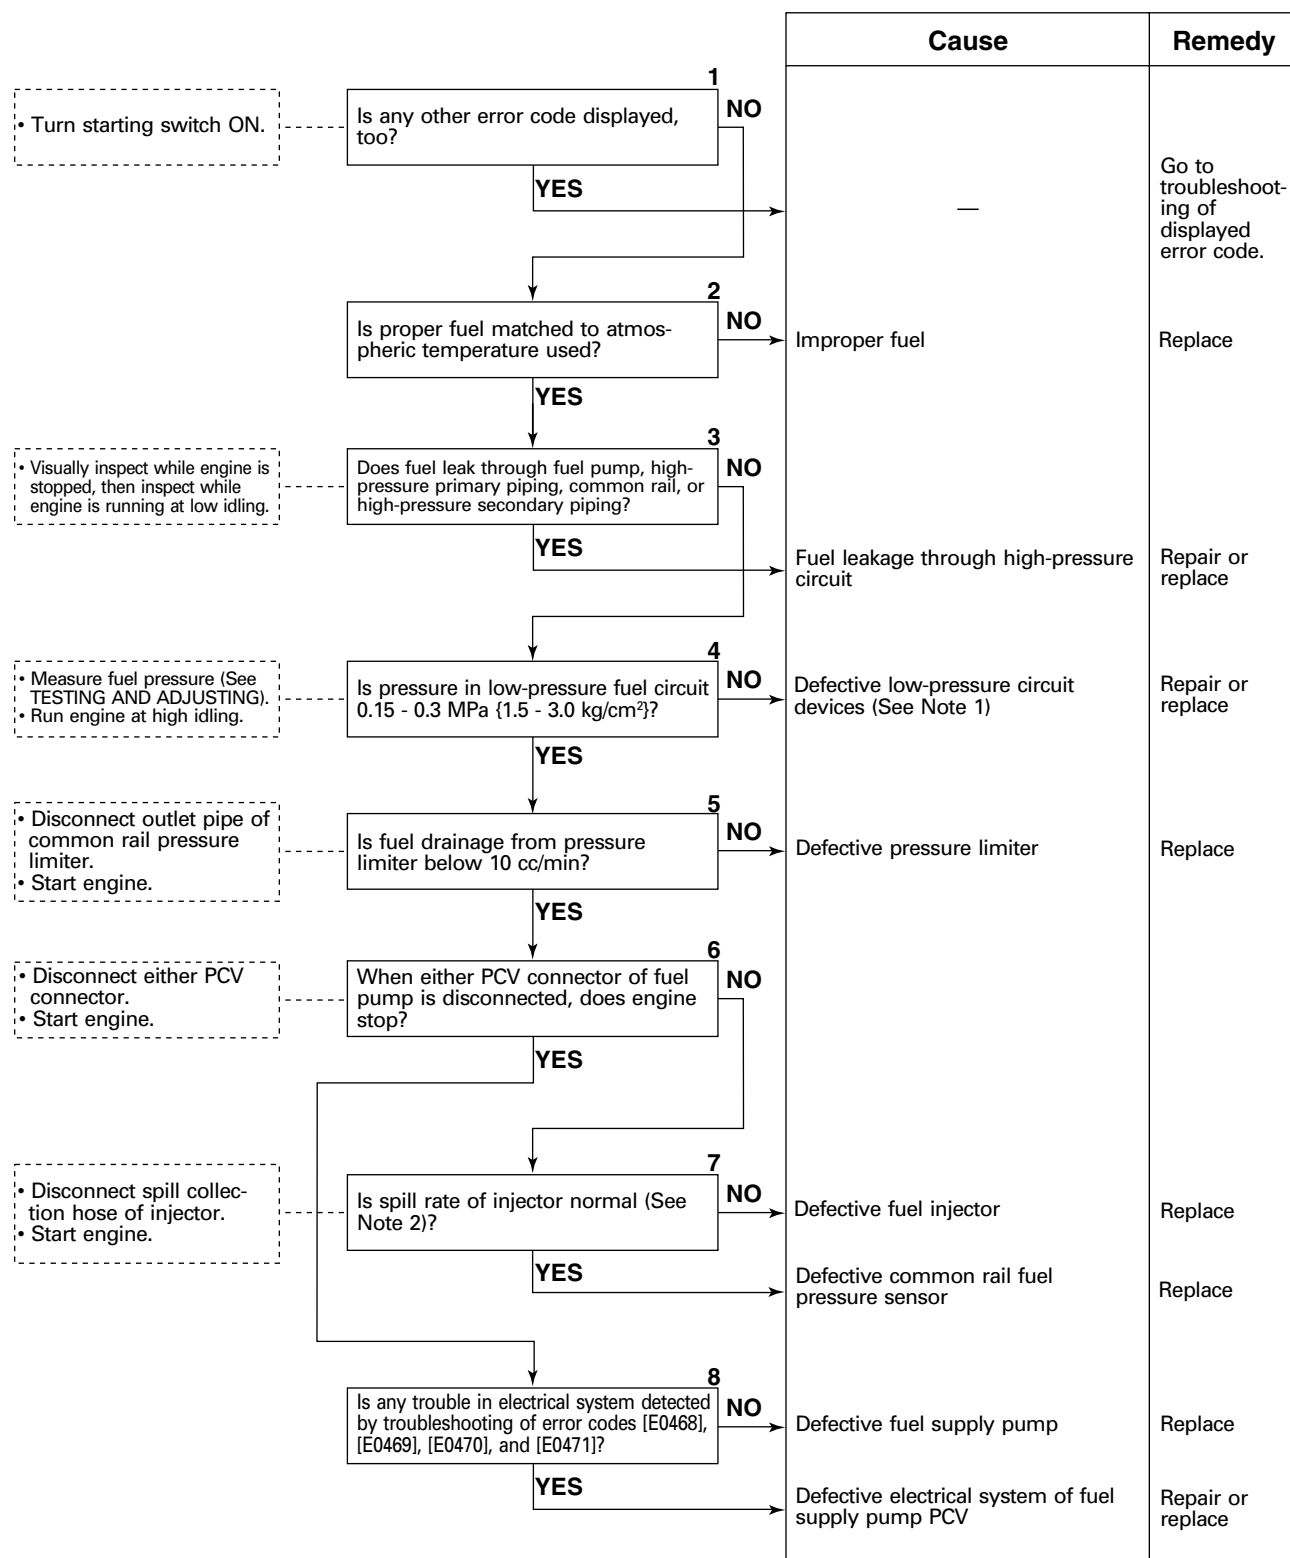 Cause
Remedy
1
• Turn starting switch ON.
Is any other error code displayed,
too?
NO
YES
—
Go to
troubleshoot-
ing of
displayed
error code.
2
Is proper fuel matched to atmos-
pheric temperature used?
NO
Improper fuel
Replace
YES
3
• Visually inspect while engine is
stopped, then inspect while
engine is running at low idling.
Does fuel leak through fuel pump, high-
pressure primary piping, common rail, or
high-pressure secondary piping?
NO
YES
Fuel leakage through high-pressure
circuit
Repair or
replace
4
• Measure fuel pressure (See
TESTING AND ADJUSTING).
• Run engine at high idling.
Is pressure in low-pressure fuel circuit
0.15 - 0.3 MPa {1.5 - 3.0 kg/cm²}?
NO
Defective low-pressure circuit
devices (See Note 1)
Repair or
replace
YES
5
• Disconnect outlet pipe of
common rail pressure
limiter.
• Start engine.
Is fuel drainage from pressure
limiter below 10 cc/min?
NO
Defective pressure limiter
Replace
YES
6
• Disconnect either PCV
connector.
• Start engine.
When either PCV connector of fuel
pump is disconnected, does engine
stop?
NO
YES
7
• Disconnect spill collec-
tion hose of injector.
• Start engine.
Is spill rate of injector normal (See
Note 2)?
NO
Defective fuel injector
Replace
YES
Defective common rail fuel
pressure sensor
Replace
8
Is any trouble in electrical system detected
by troubleshooting of error codes [E0468],
[E0469], [E0470], and [E0471]?
NO
Defective fuel supply pump
Replace
YES
Defective electrical system of fuel
supply pump PCV
Repair or
replace